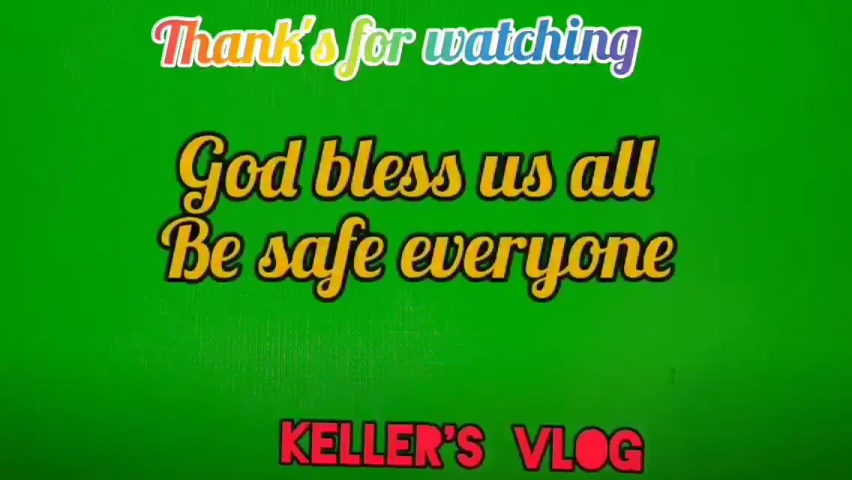 Thank's for watching
God bless us all
Be safe everyone
KELLER'S VLOG